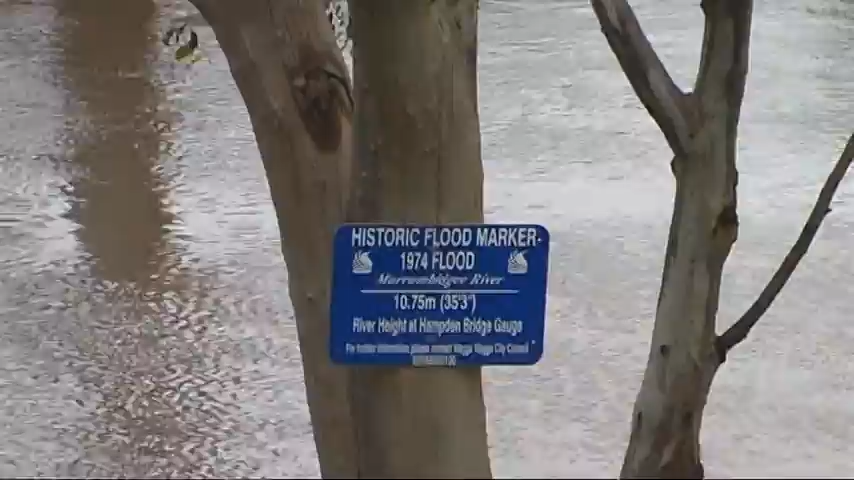 HISTORIC FLOOD MARKER-
1974 FLOOD
Murrumbidgee River
10.75m (35'3")
River Height at Hampden Bridge Gauge
For further information please contact Wagga Wagga City Council